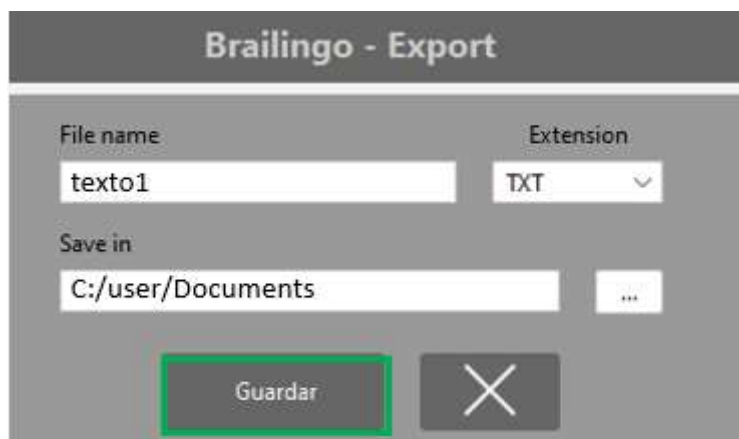 Brailingo - Export
File name Extension
texto1 TXT
Save in
C:/user/Documents ...
Guardar